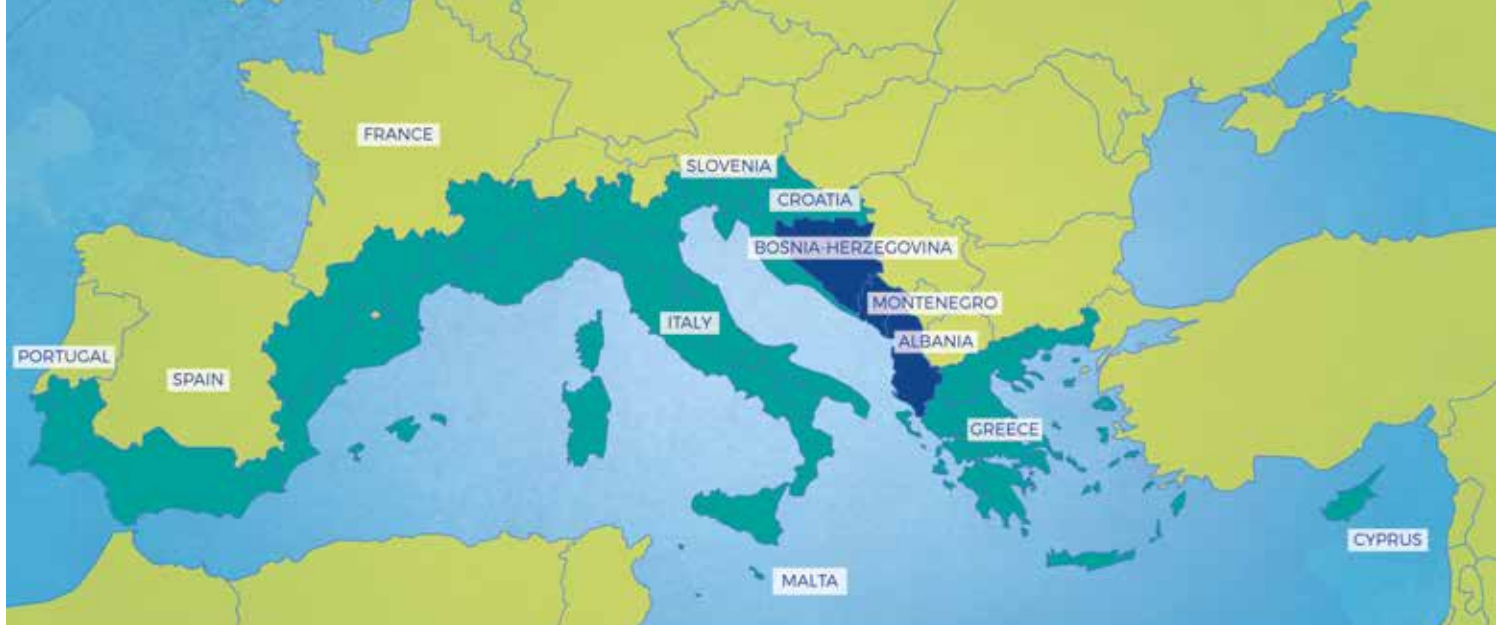 FRANCE
SLOVENIA
CROATIA
BOSNIA-HERZEGOVINA
MONTENEGRO
ITALY
ALBANIA
PORTUGAL
SPAIN
GREECE
CYPRUS
MALTA